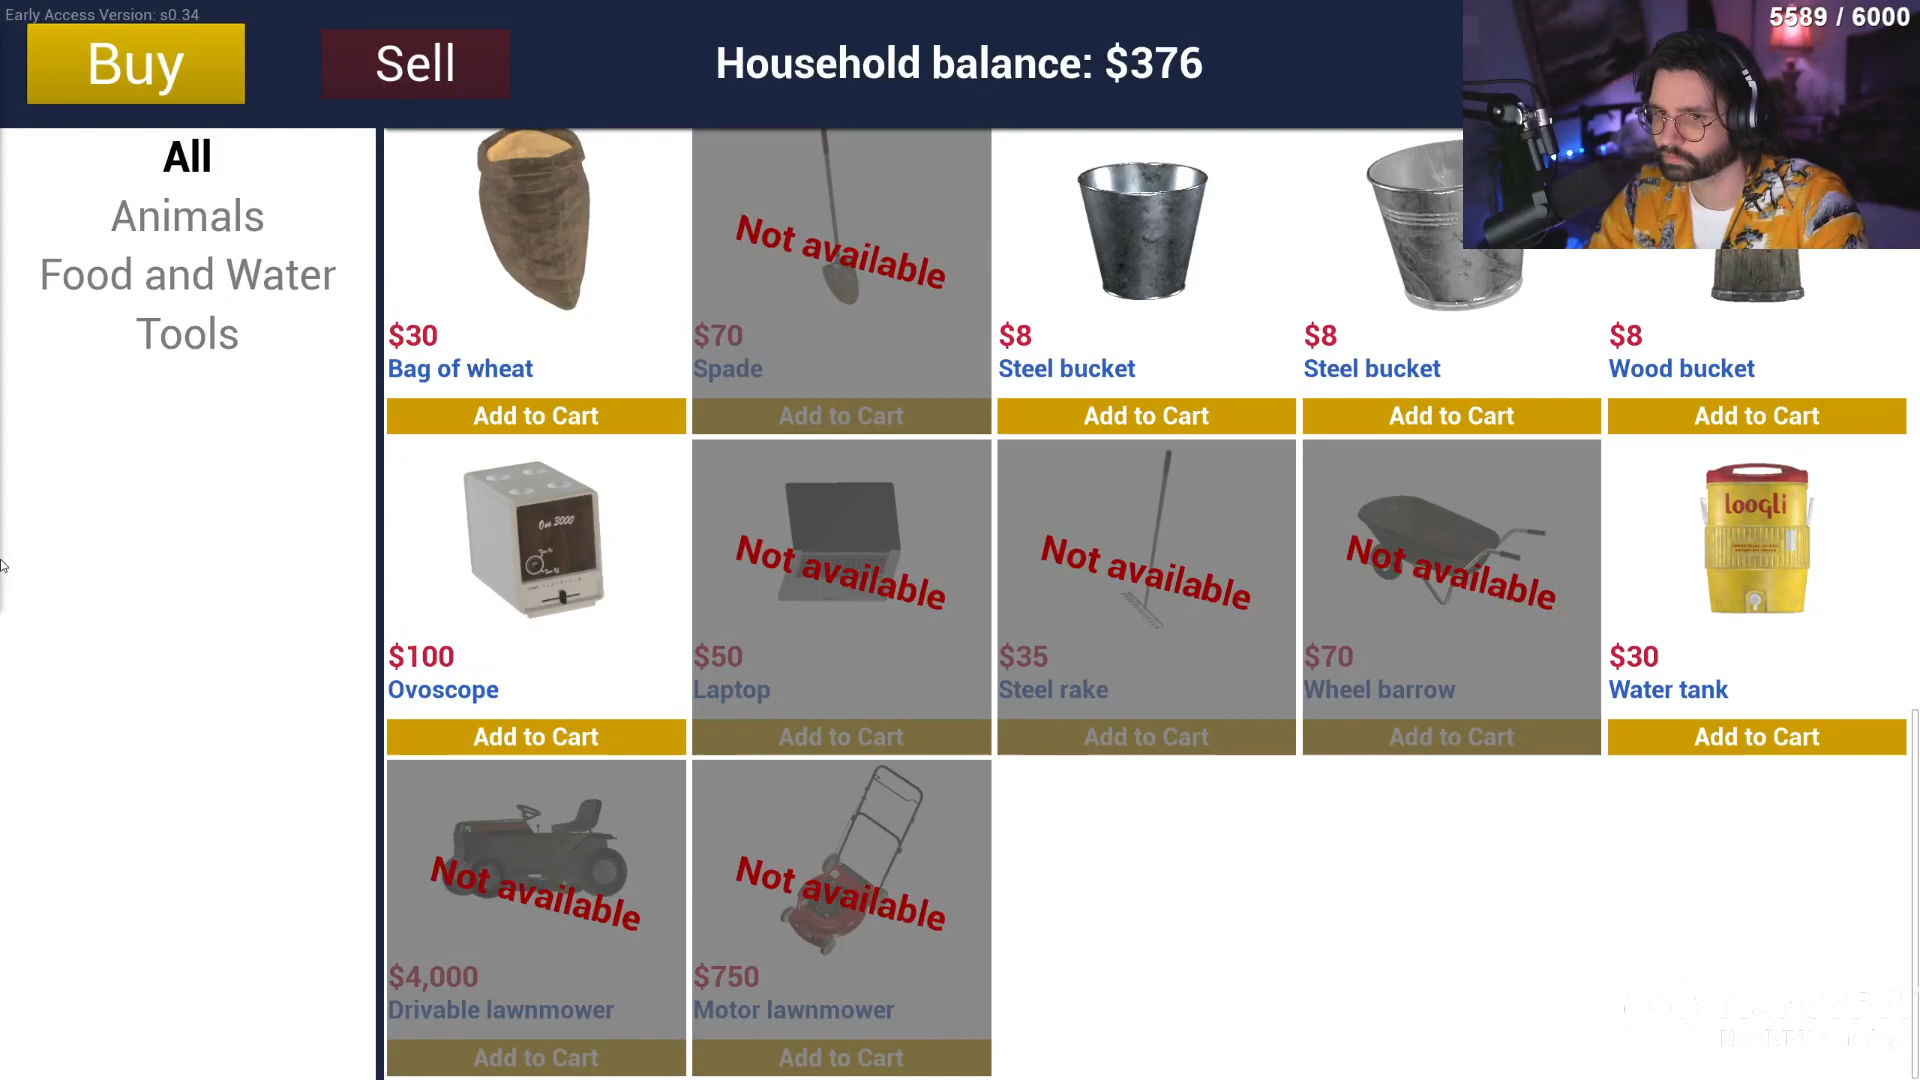 Early Access Version: s0.34
5589 / 6000
Buy
Sell
Household balance: $376
All
Animals
Food and Water
Tools
Not available
$30
$70
$8
$8
$8
Bag of wheat
Spade
Steel bucket
Steel bucket
Wood bucket
Add to Cart
Add to Cart
Add to Cart
Add to Cart
Add to Cart
Ovo 3000
loogli
Not available
Not available
Not available
$100
$50
$35
$70
$30
Ovoscope
Laptop
Steel rake
Wheel barrow
Water tank
Add to Cart
Add to Cart
Add to Cart
Add to Cart
Add to Cart
Not available
Not available
$4,000
$750
Drivable lawnmower
Motor lawnmower
Add to Cart
Add to Cart